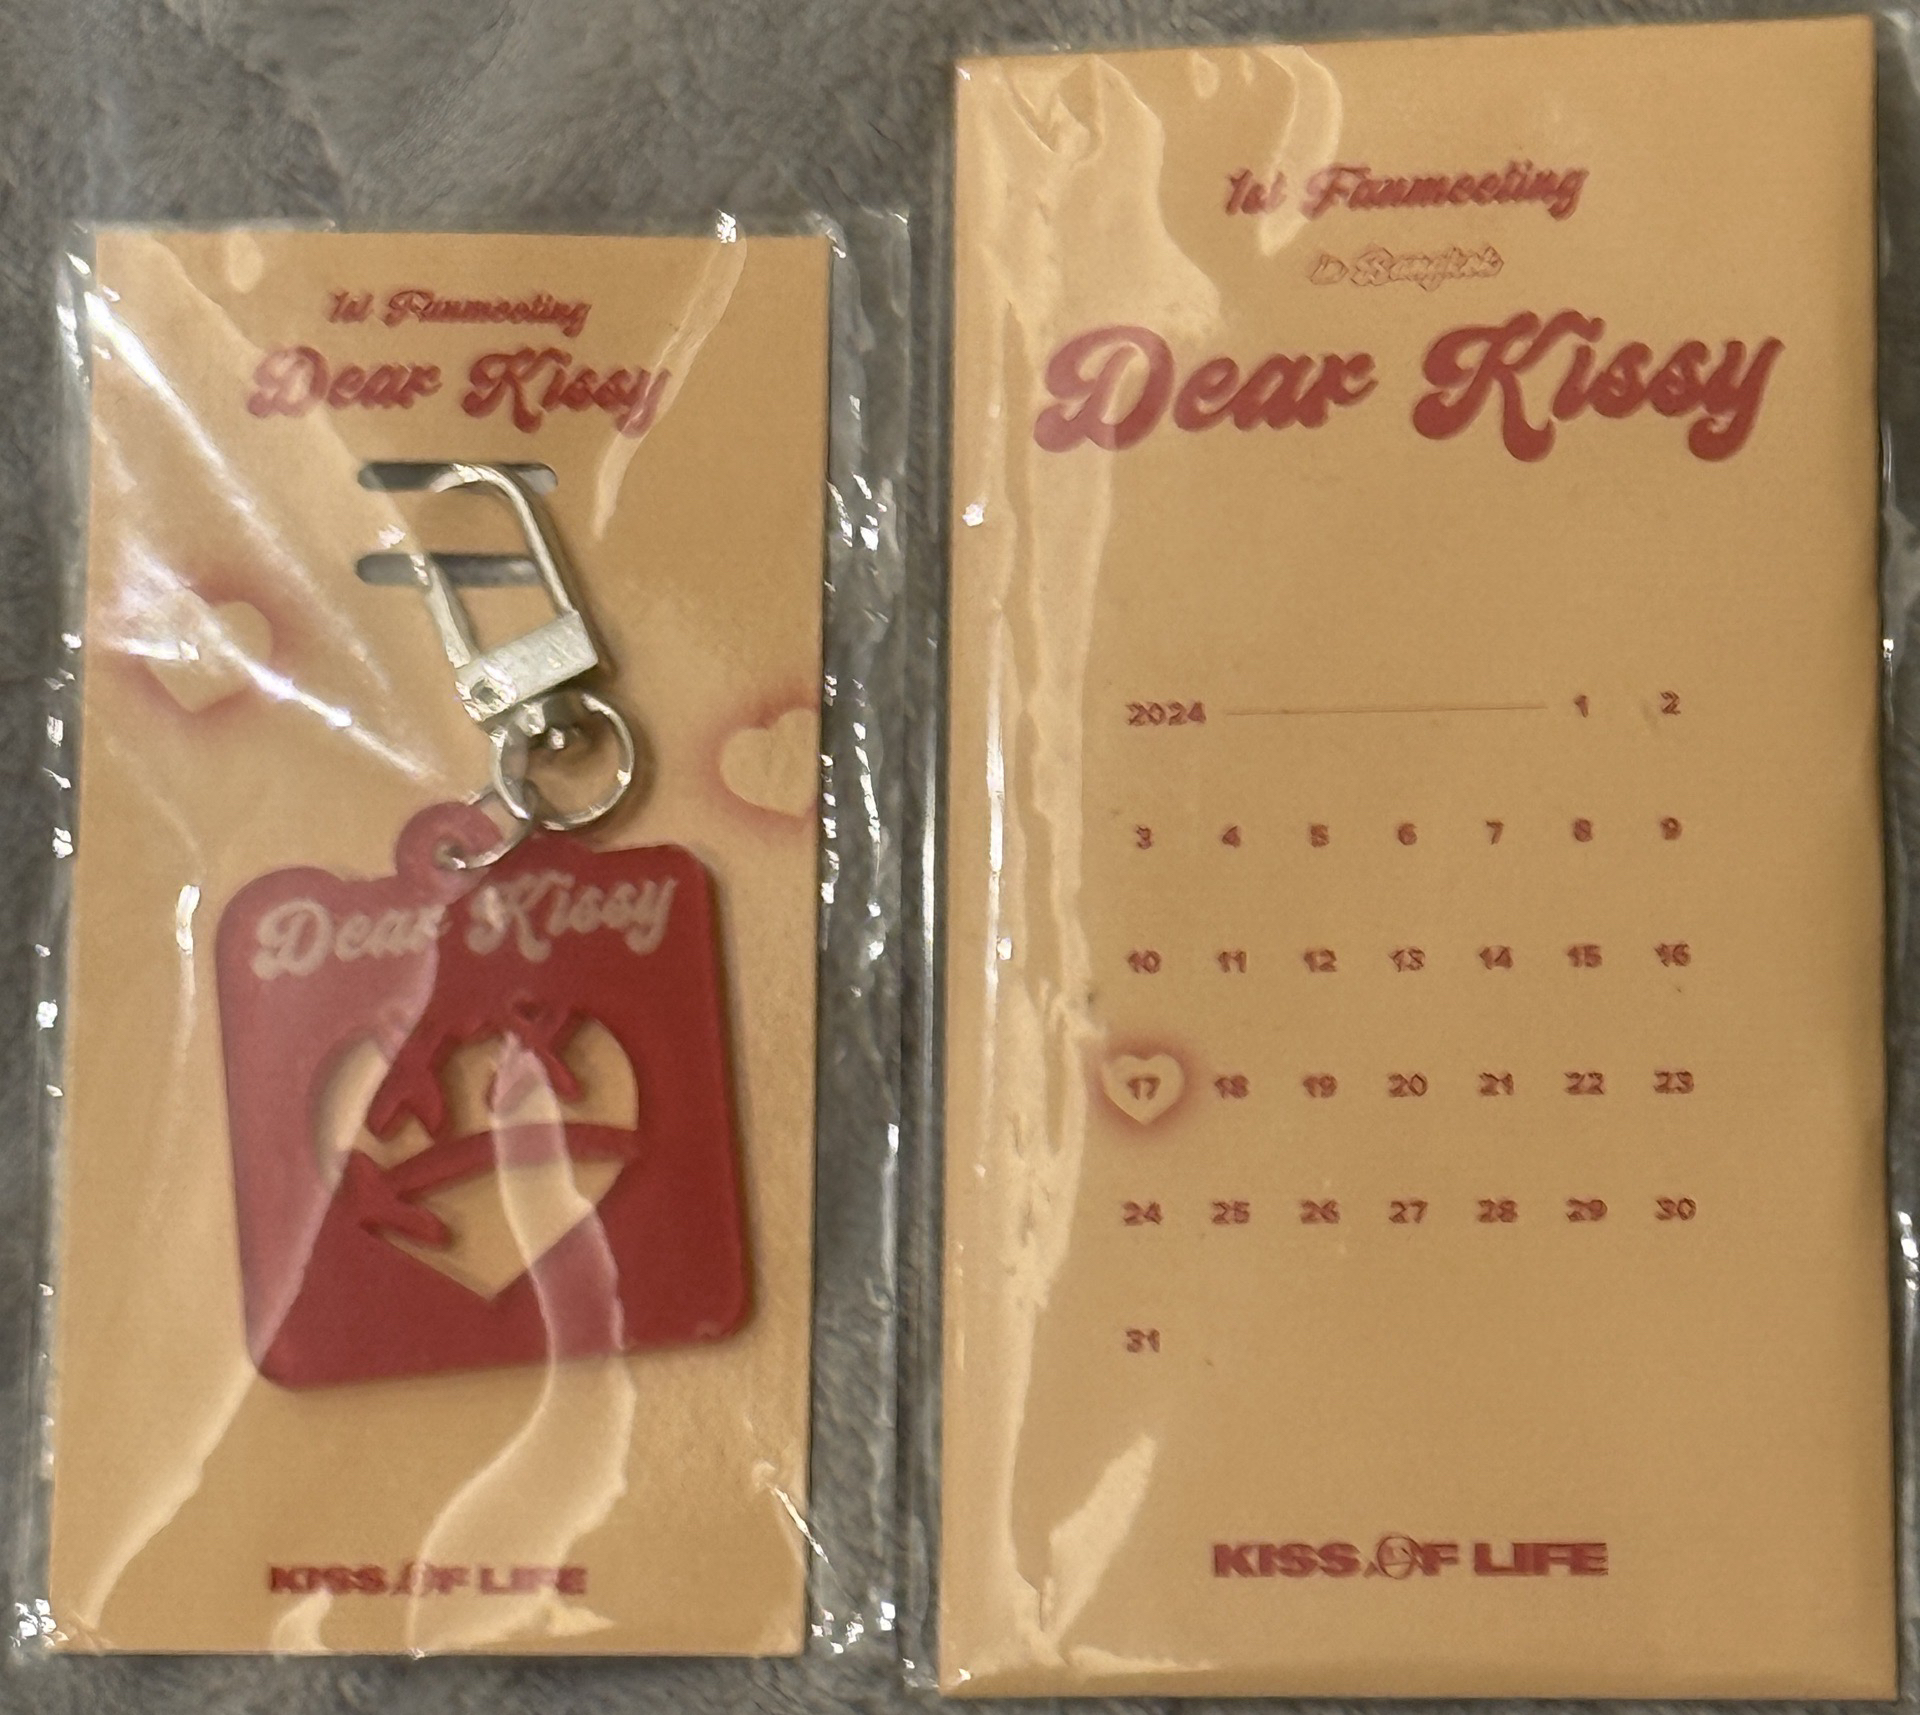 1st Fanmeeting
Dear Kissy
Dear Kissy
KISS OF LIFE
1st Fanmeeting
in Bangkok
Dear Kissy
2024 1 2
3 4 5 6 7 8 9
10 11 12 13 14 15 16
17 18 19 20 21 22 23
24 25 26 27 28 29 30
31
KISS OF LIFE